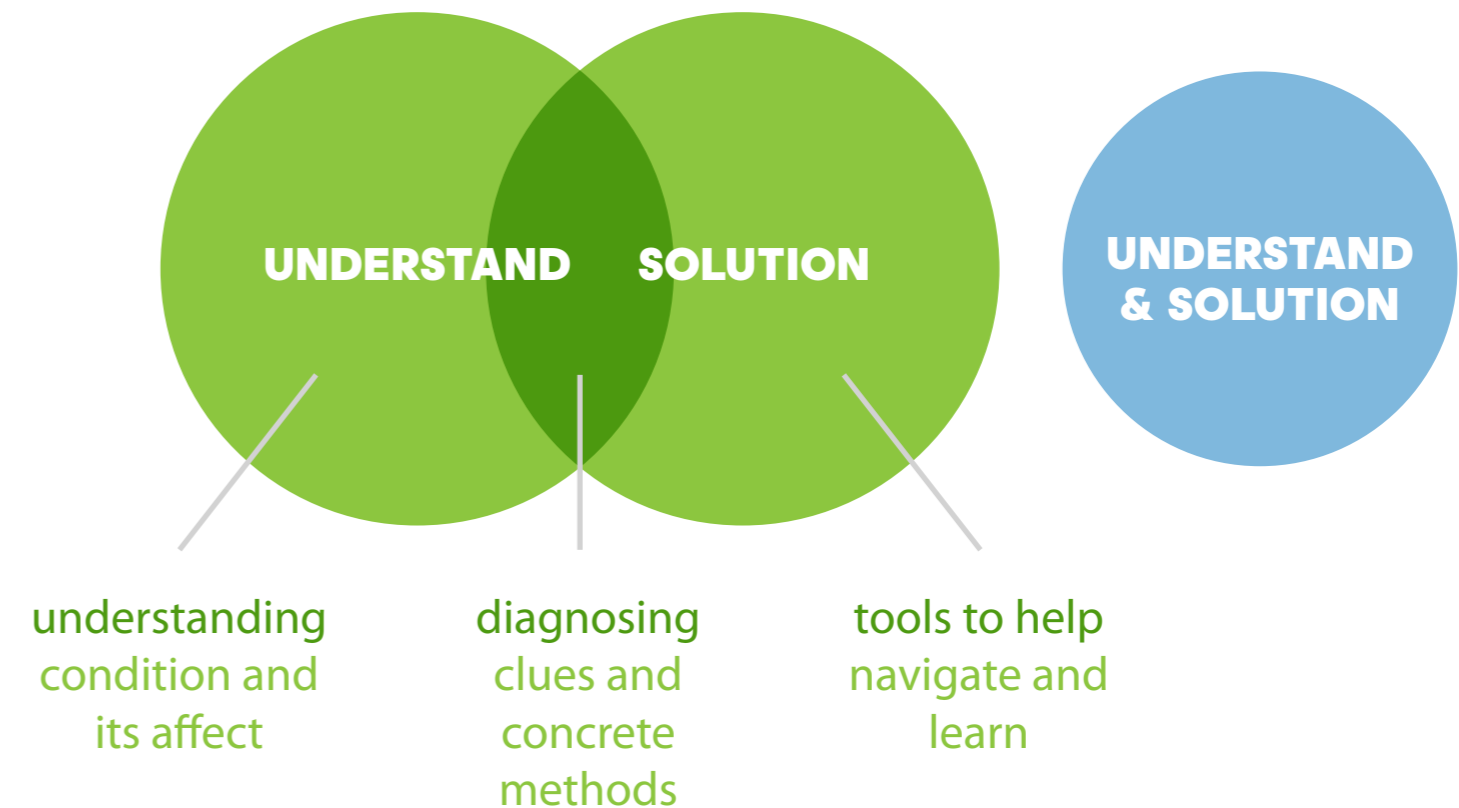 UNDERSTAND
SOLUTION
UNDERSTAND
& SOLUTION
understanding
condition and
its affect
diagnosing
clues and
concrete
methods
tools to help
navigate and
learn